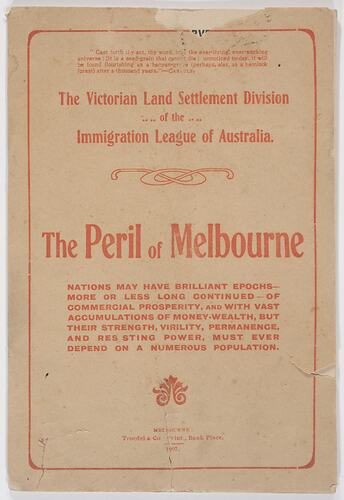 "Cast forth thy act, thy word, into the ever-living, ever-working
universe: It is a seed-grain that cannot die; unnoticed today, it will
be found flourishing as a banyan-grove (perhaps, alas, as a hemlock
forest) after a thousand years."—CARLYLE.
The Victorian Land Settlement Division
.. .. of the .. ..
Immigration League of Australia.
The Peril of Melbourne
NATIONS MAY HAVE BRILLIANT EPOCHS—
MORE OR LESS LONG CONTINUED—OF
COMMERCIAL PROSPERITY, AND WITH VAST
ACCUMULATIONS OF MONEY-WEALTH, BUT
THEIR STRENGTH, VIRILITY, PERMANENCE,
AND RES STING POWER, MUST EVER
DEPEND ON A NUMEROUS POPULATION.
MELBOURNE:
Troedel & Co., Print., Bank Place.
1907.